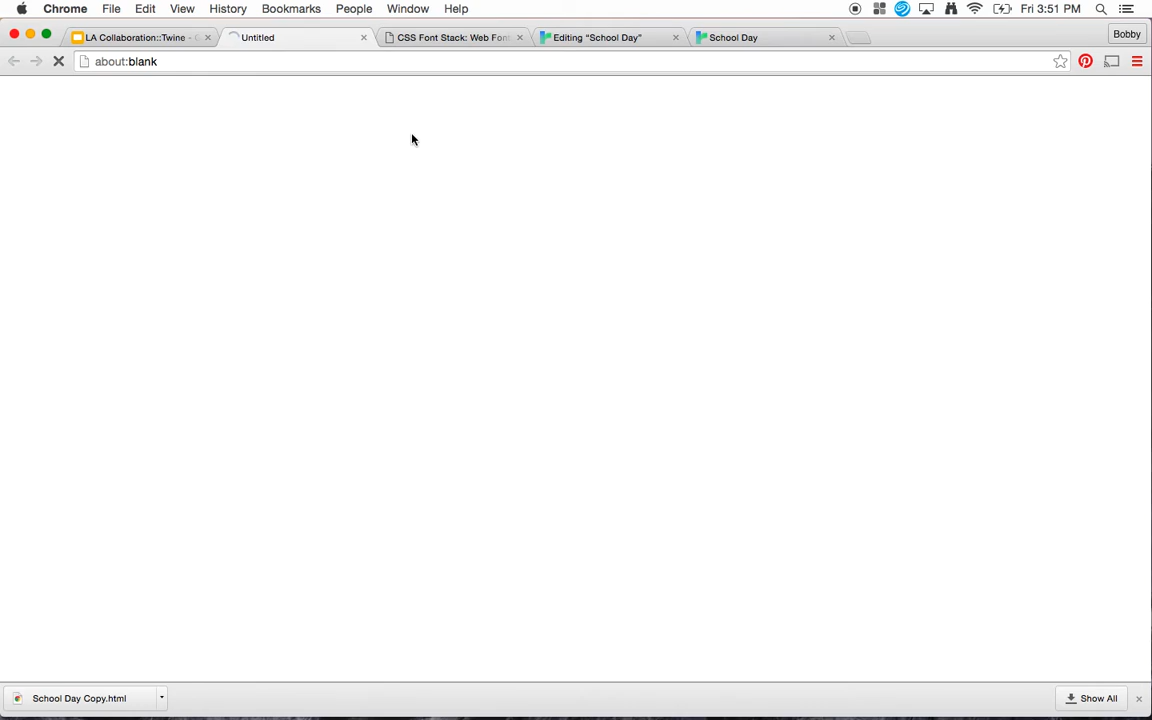 Chrome File Edit View History Bookmarks People Window Help Fri 3:51 PM
LA Collaboration::Twine - Untitled CSS Font Stack: Web Fon Editing “School Day” School Day Bobby
about:blank
School Day Copy.html Show All